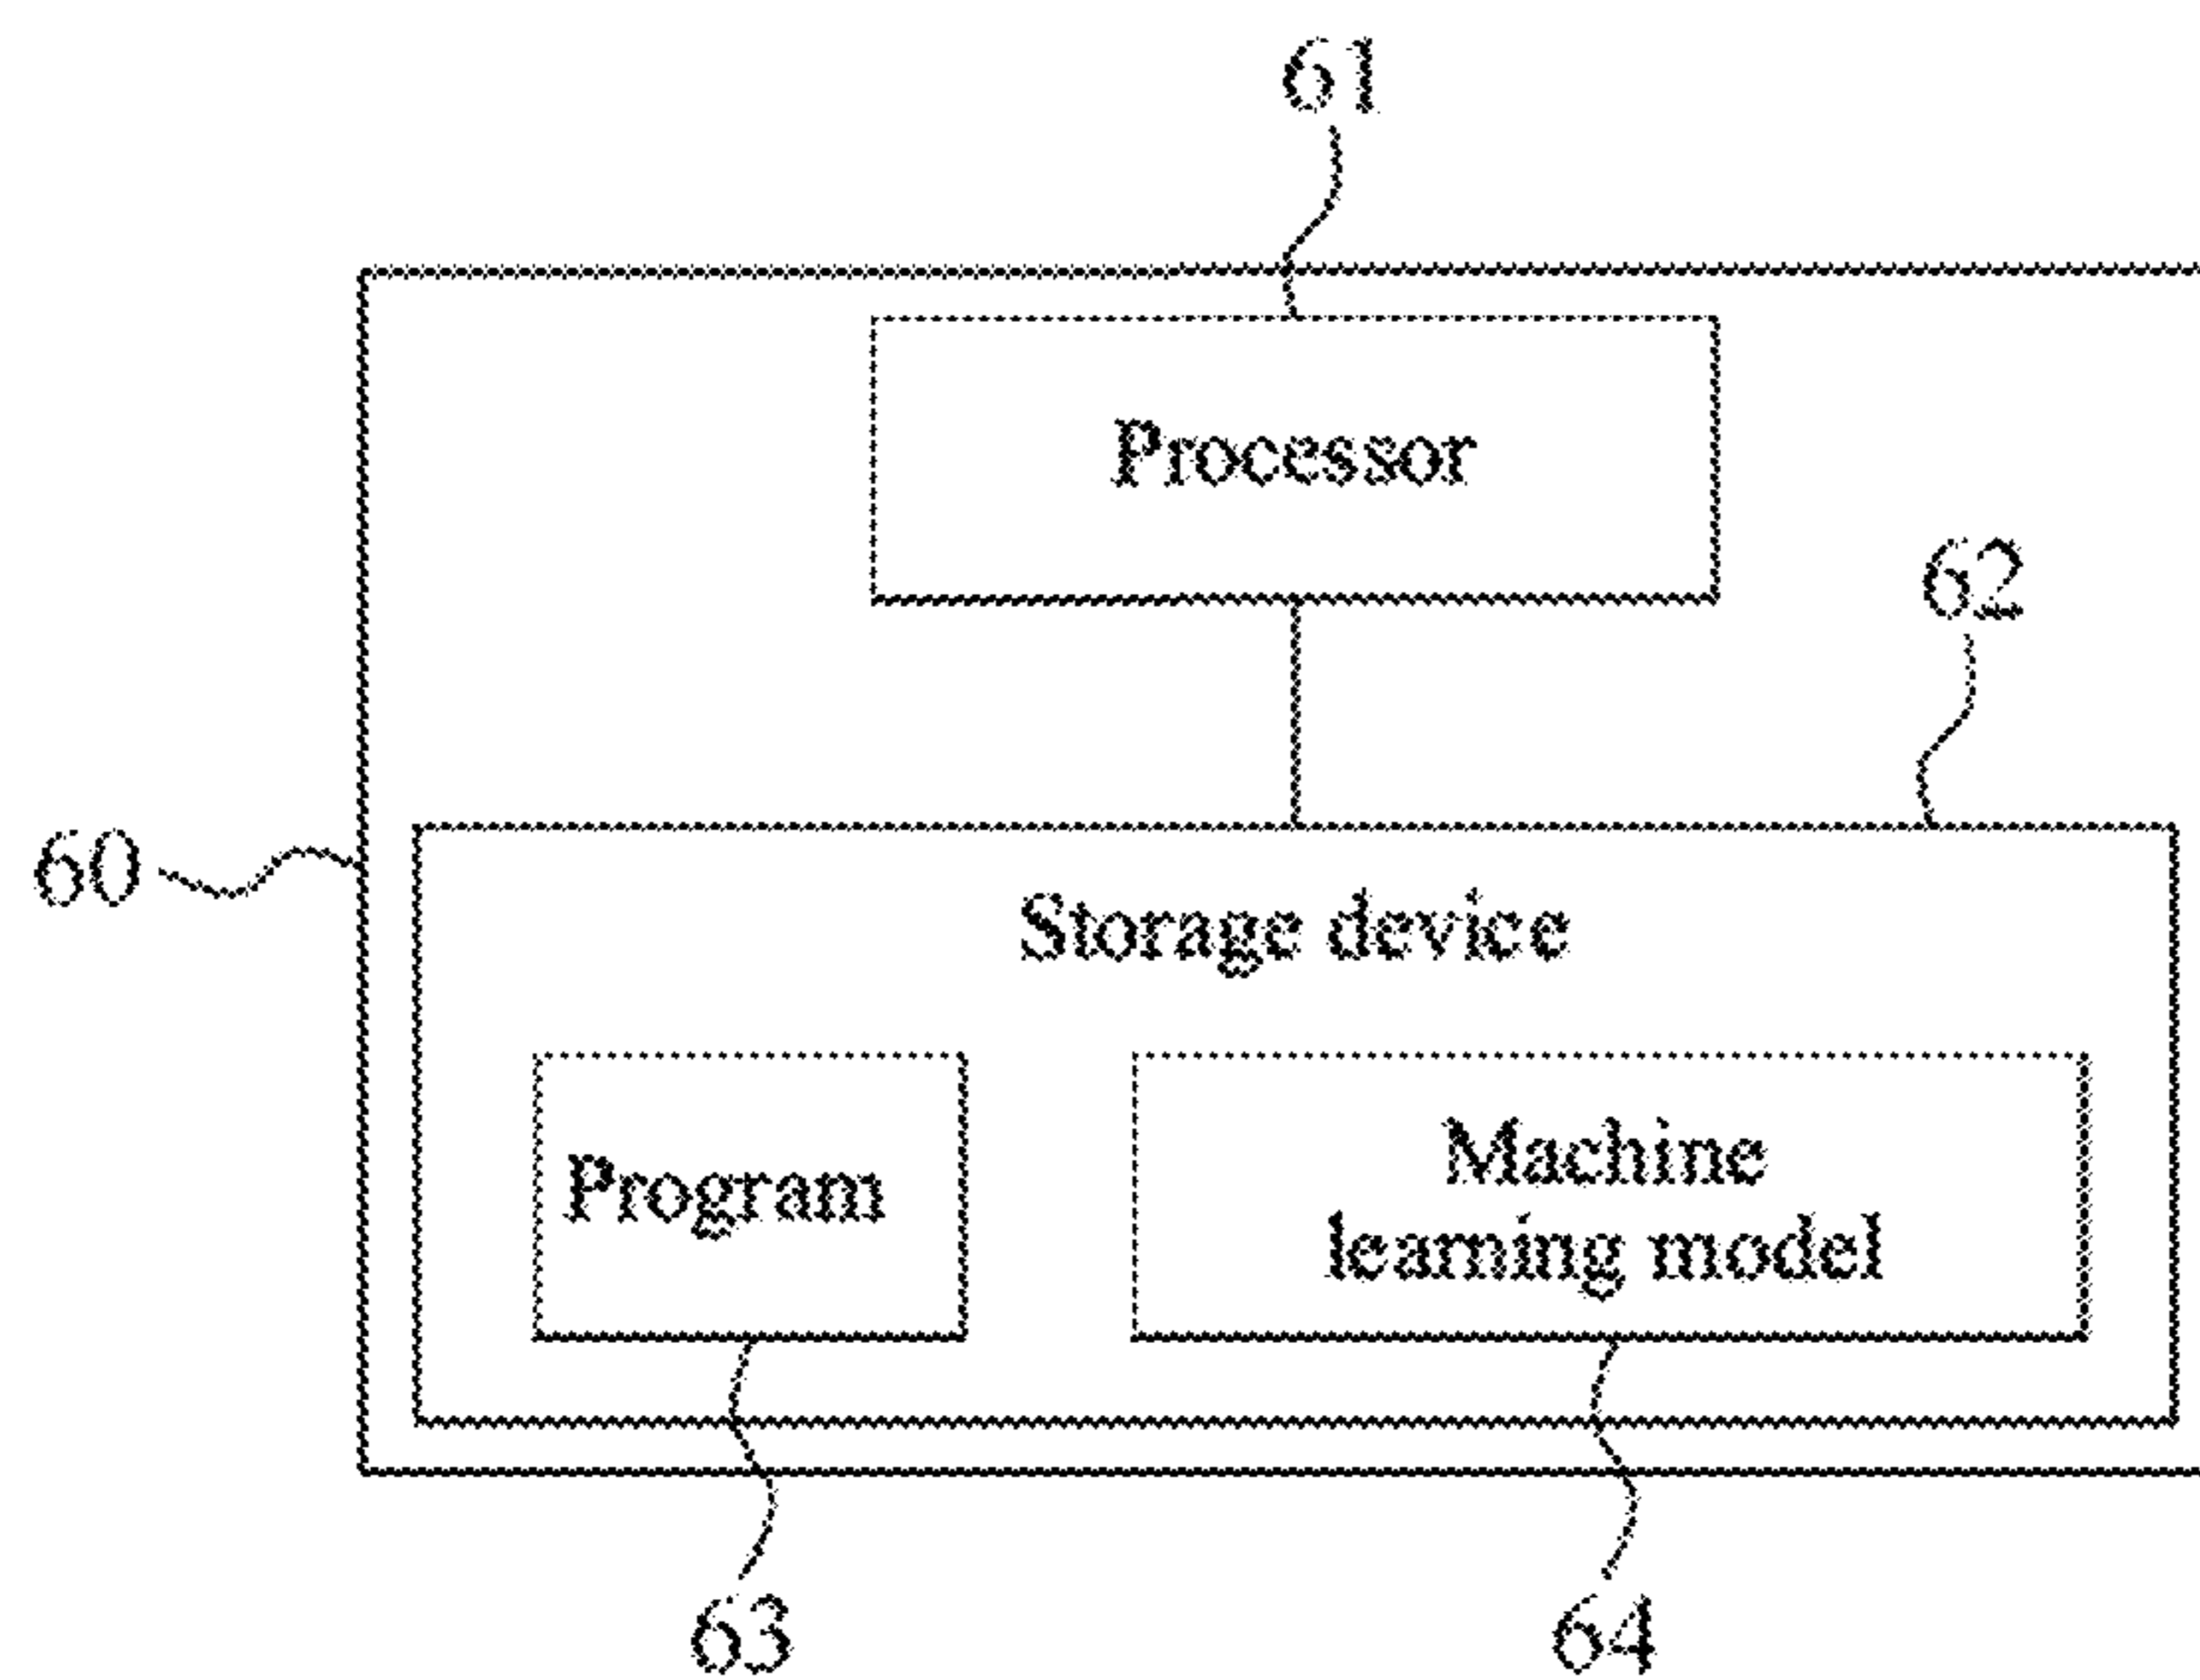 61
Processor
62
60
Storage device
Program
Machine
learning model
63
64